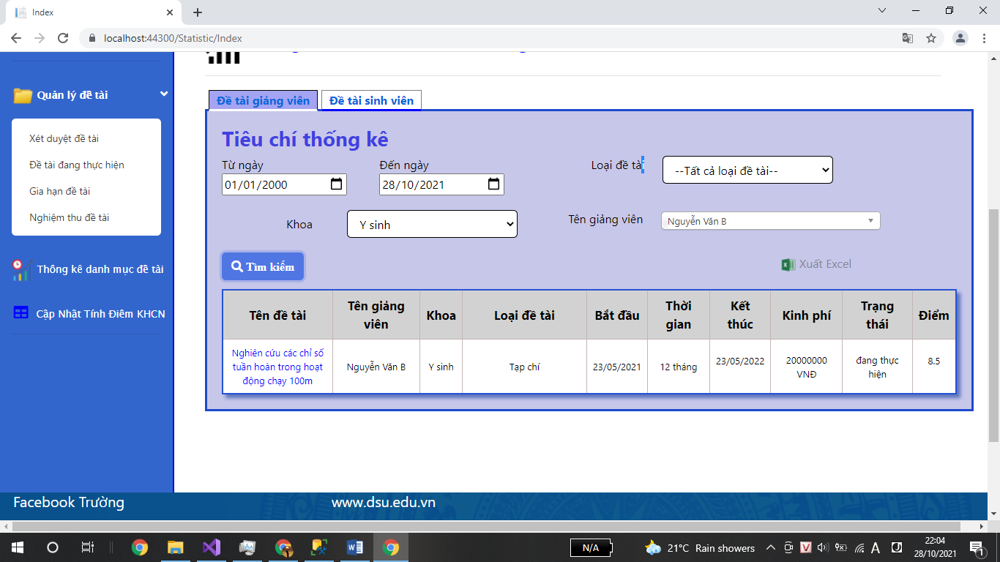 Index
localhost:44300/Statistic/Index
Quản lý đề tài
Xét duyệt đề tài
Đề tài đang thực hiện
Gia hạn đề tài
Nghiệm thu đề tài
Thống kê danh mục đề tài
Cập Nhật Tính Điểm KHCN
Đề tài giảng viên
Đề tài sinh viên
Tiêu chí thống kê
Từ ngày
Đến ngày
Loại đề tài
01/01/2000
28/10/2021
--Tất cả loại đề tài--
Khoa
Y sinh
Tên giảng viên
Nguyễn Văn B
Tìm kiếm
Xuất Excel
Tên đề tài
Tên giảng
viên
Khoa
Loại đề tài
Bắt đầu
Thời
gian
Kết
thúc
Kinh phí
Trạng
thái
Điểm
Nghiên cứu các chỉ số
tuần hoàn trong hoạt
động chạy 100m
Nguyễn Văn B
Y sinh
Tạp chí
23/05/2021
12 tháng
23/05/2022
20000000
VNĐ
đang thực
hiện
8.5
Facebook Trường
www.dsu.edu.vn
N/A
21°C Rain showers
22:04
28/10/2021
1